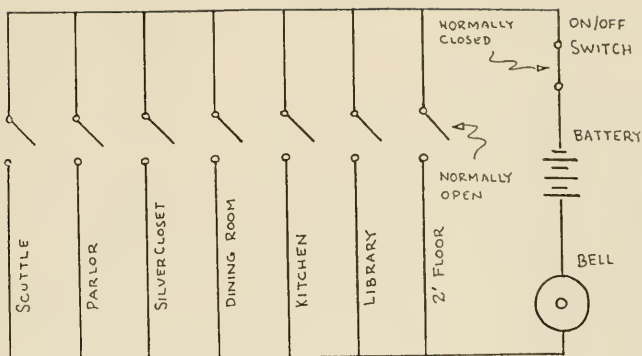 NORMALLY
CLOSED
ON/OFF
SWITCH
BATTERY
NORMALLY
OPEN
BELL
SCUTTLE
PARLOR
SILVER CLOSET
DINING ROOM
KITCHEN
LIBRARY
2' FLOOR